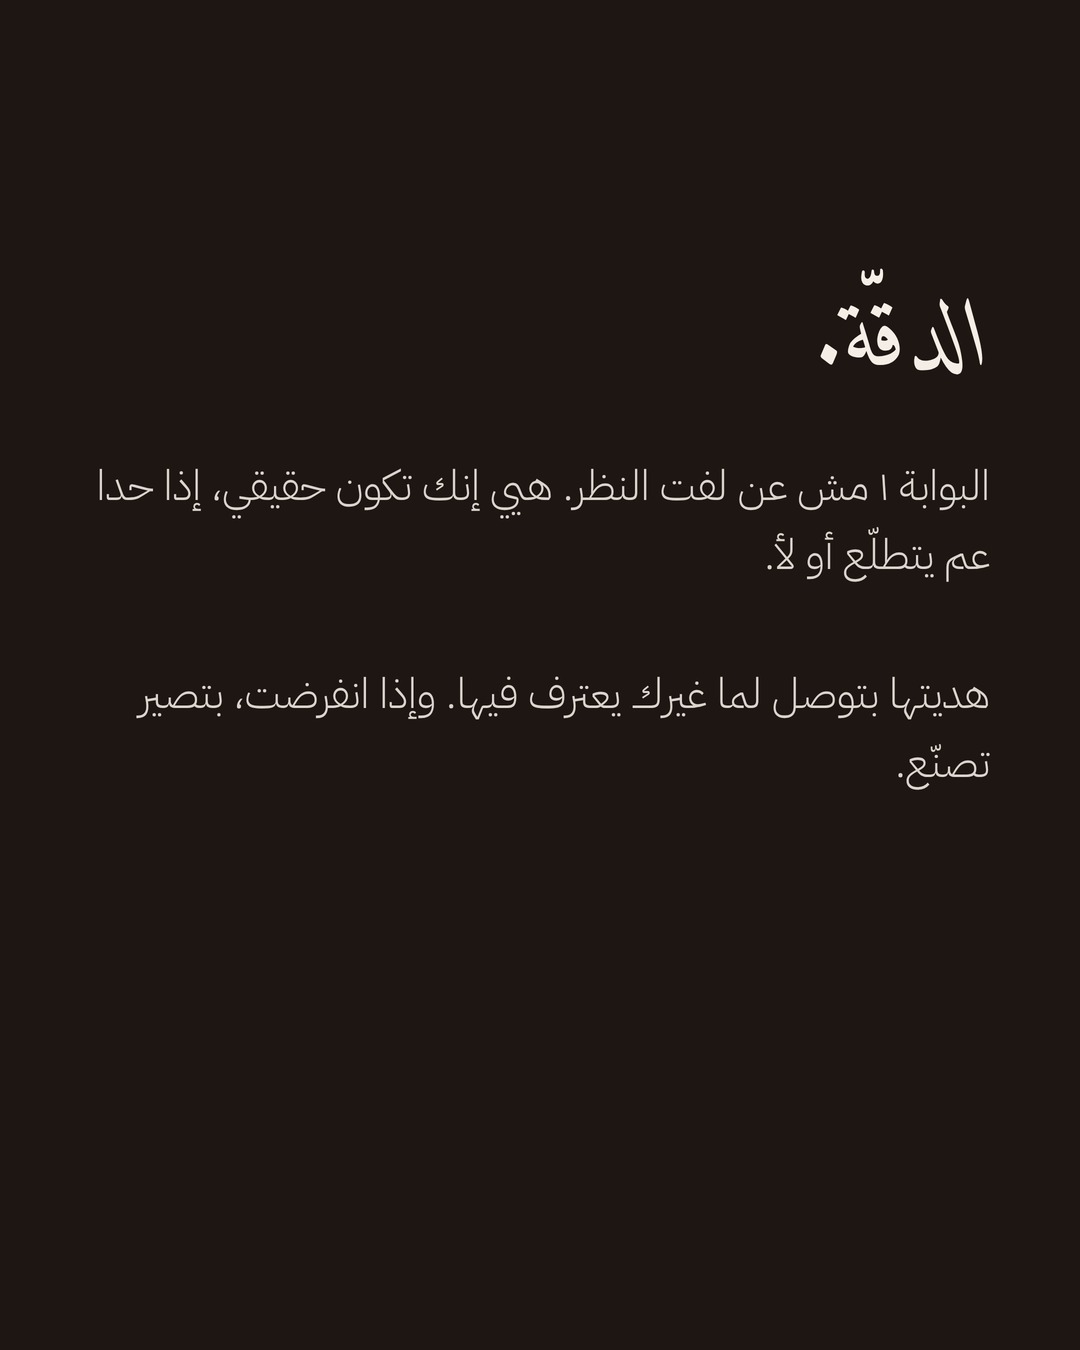 الدقّة.
البوابة ١ مش عن لفت النظر. هيي إنك تكون حقيقي، إذا حدا
عم يتطلّع أو لأ.
هديتها بتوصل لما غيرك يعترف فيها. وإذا انفرضت، بتصير
تصنّع.